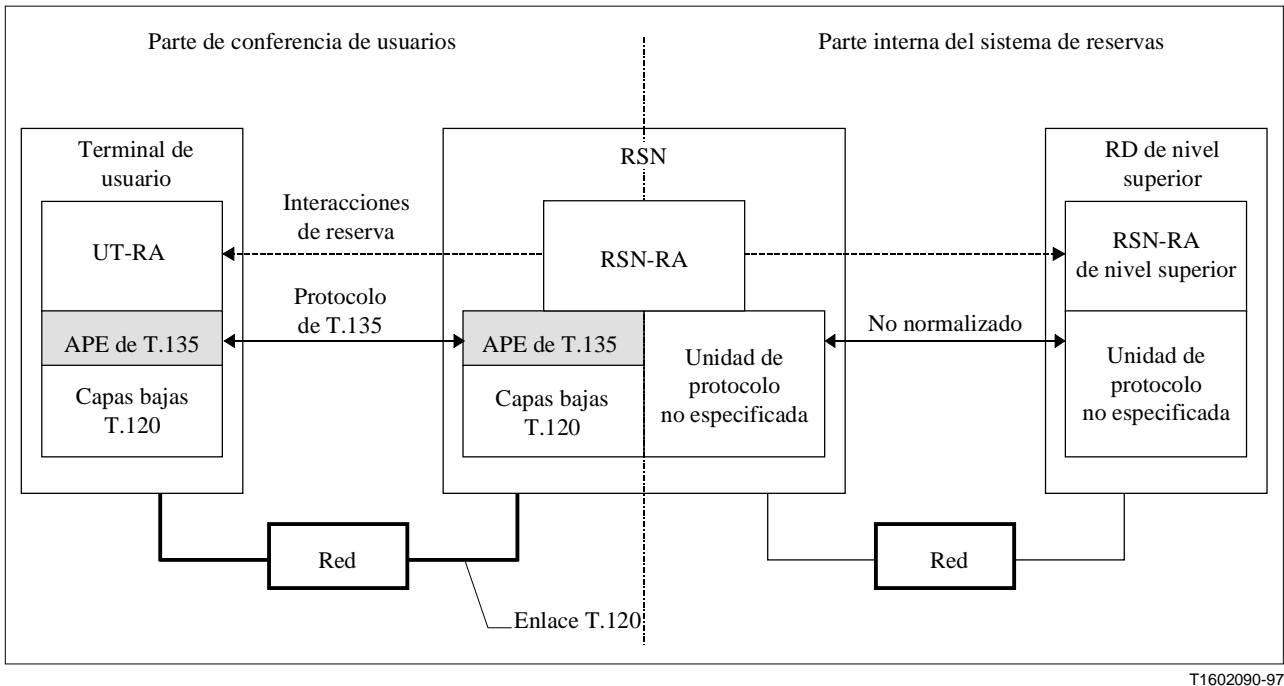 Parte de conferencia de usuarios
Parte interna del sistema de reservas
Terminal de
usuario
RSN
RD de nivel
superior
Interacciones
de reserva
UT-RA
RSN-RA
RSN-RA
de nivel superior
Protocolo
de T.135
No normalizado
APE de T.135
APE de T.135
Capas bajas
T.120
Capas bajas
T.120
Unidad de
protocolo
no especificada
Unidad de
protocolo
no especificada
Red
Red
Enlace T.120
T1602090-97